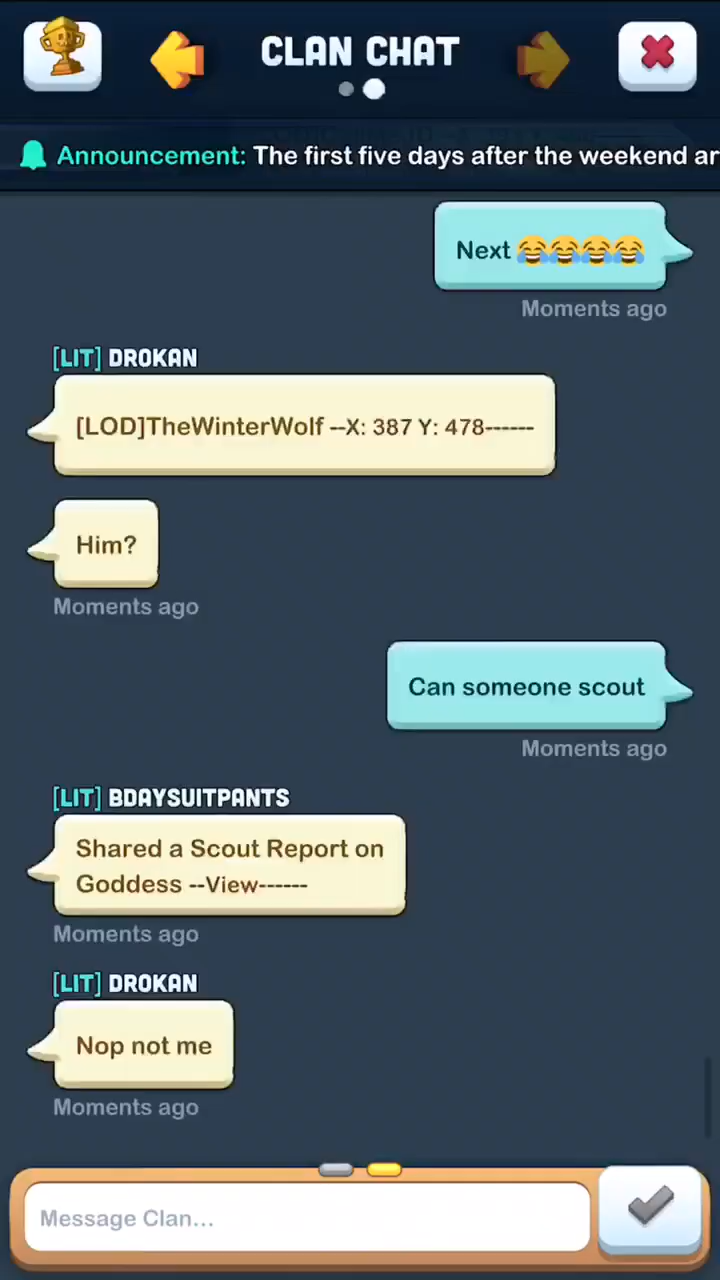 CLAN CHAT
Announcement: The first five days after the weekend ar
Next 😂😂😂😂
Moments ago
[LIT] DROKAN
[LOD]TheWinterWolf --X: 387 Y: 478------
Him?
Moments ago
Can someone scout
Moments ago
[LIT] BDAYSUITPANTS
Shared a Scout Report on
Goddess --View------
Moments ago
[LIT] DROKAN
Nop not me
Moments ago
Message Clan...